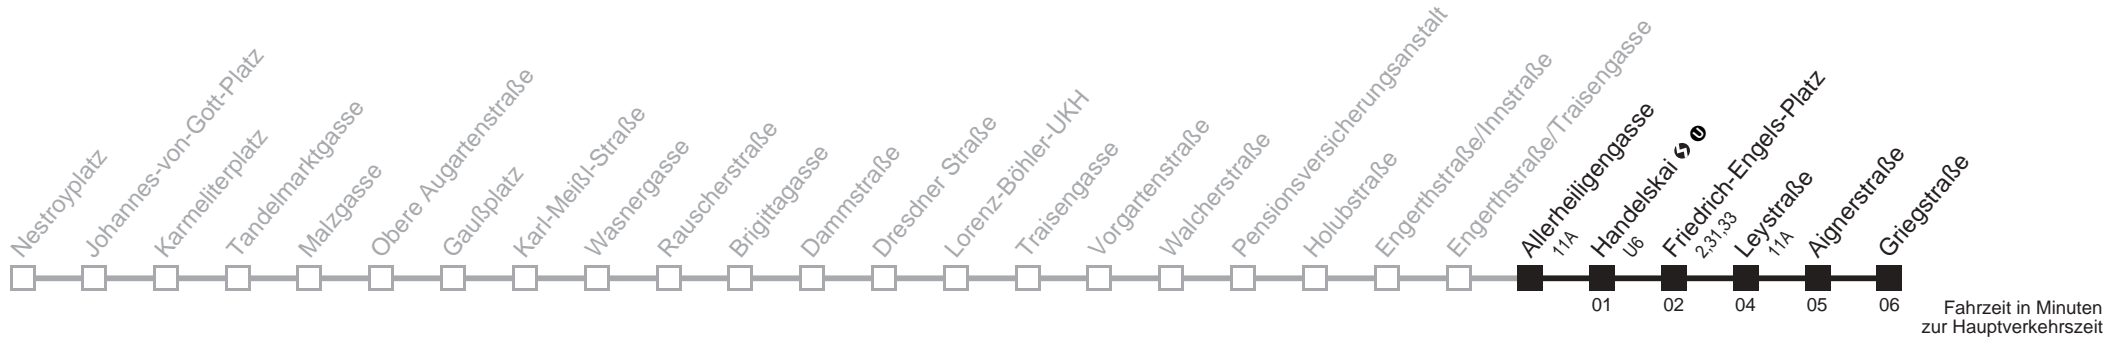 Nestroyplatz
Johannes-von-Gott-Platz
Karmeliterplatz
Tandelmarktgasse
Malzgasse
Obere Augartenstraße
Gaußplatz
Karl-Meißl-Straße
Wasnergasse
Rauscherstraße
Brigittagasse
Dammstraße
Dresdner Straße
Lorenz-Böhler-UKH
Traisengasse
Vorgartenstraße
Walcherstraße
Pensionsversicherungsanstalt
Holubstraße
Engerthstraße/Innstraße
Engerthstraße/Traisengasse
Allerheiligengasse
11A
Handelskai S U
U6
Friedrich-Engels-Platz
2,31,33
Leystraße
11A
Aignerstraße
Griegstraße
01
02
04
05
06
Fahrzeit in Minuten
zur Hauptverkehrszeit